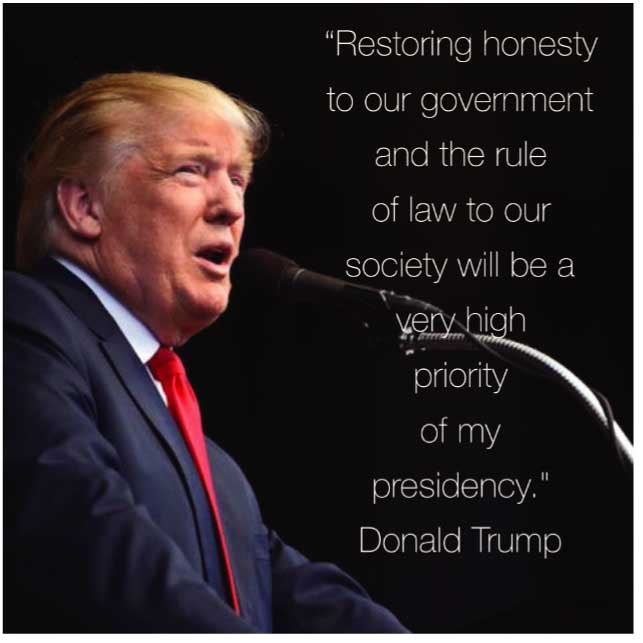 “Restoring honesty
to our government
and the rule
of law to our
society will be a
very high
priority
of my
presidency."
Donald Trump